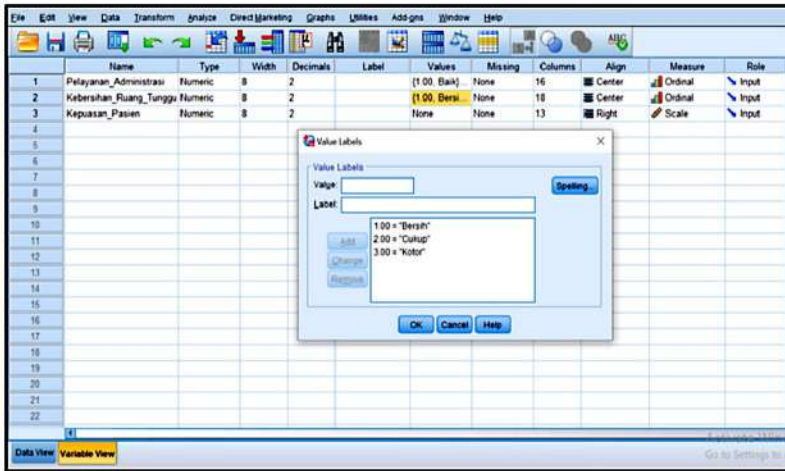 File Edit View Data Transform Analyze Direct Marketing Graphs Utilities Add-ons Window Help
Name Type Width Decimals Label Values Missing Columns Align Measure Role
1 Pelayanan_Administrasi Numeric 8 2 {1.00, Baik}... None 16 Center Ordinal Input
2 Kebersihan_Ruang_Tunggu Numeric 8 2 {1.00, Bersi... None 18 Center Ordinal Input
3 Kepuasan_Pasien Numeric 8 2 None None 13 Right Scale Input
4
5
6
7
8
9
10
11
12
13
14
15
16
17
18
19
20
21
22
Value Labels
Value Labels
Value:
Spelling...
Label:
1.00 = "Bersih"
2.00 = "Cukup"
3.00 = "Kotor"
Add
Change
Remove
OK Cancel Help
Data View Variable View
Go to Settings to